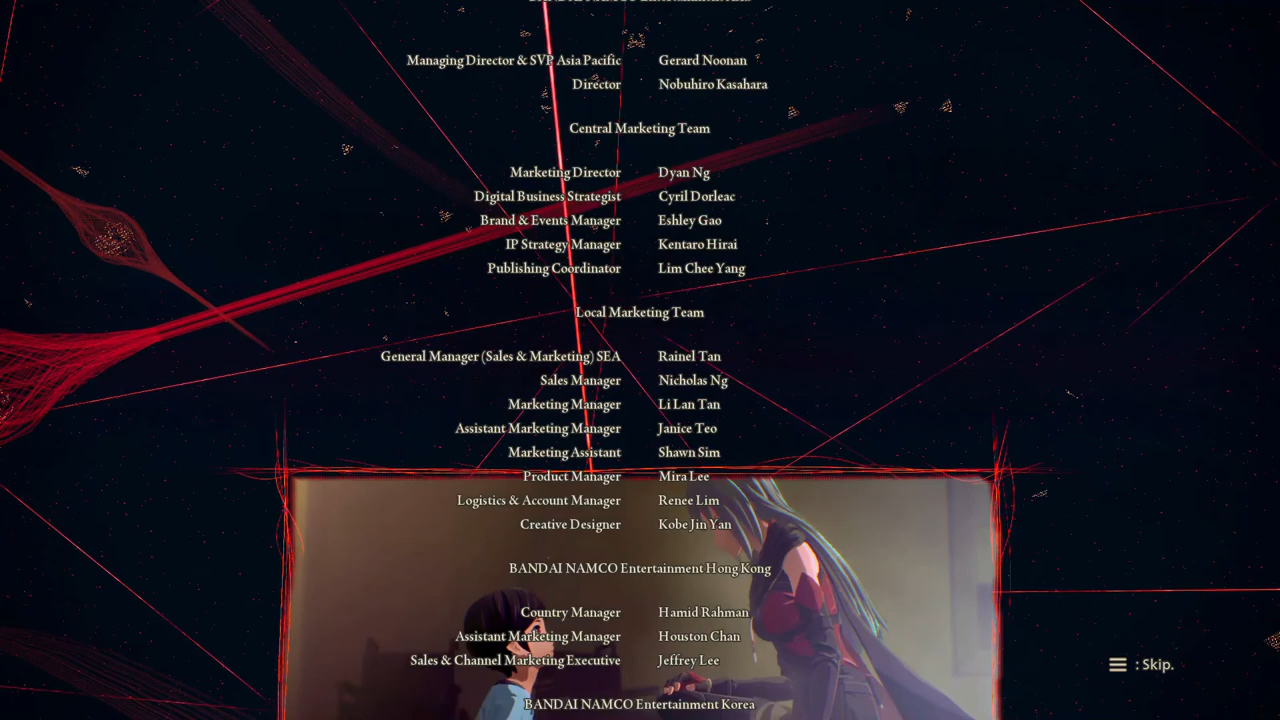 Managing Director & SVP Asia Pacific Gerard Noonan
Director Nobuhiro Kasahara
Central Marketing Team
Marketing Director Dyan Ng
Digital Business Strategist Cyril Dorleac
Brand & Events Manager Eshley Gao
IP Strategy Manager Kentaro Hirai
Publishing Coordinator Lim Chee Yang
Local Marketing Team
General Manager (Sales & Marketing) SEA Rainel Tan
Sales Manager Nicholas Ng
Marketing Manager Li Lan Tan
Assistant Marketing Manager Janice Teo
Marketing Assistant Shawn Sim
Product Manager Mira Lee
Logistics & Account Manager Renee Lim
Creative Designer Kobe Jin Yan
BANDAI NAMCO Entertainment Hong Kong
Country Manager Hamid Rahman
Assistant Marketing Manager Houston Chan
Sales & Channel Marketing Executive Jeffrey Lee
: Skip.
BANDAI NAMCO Entertainment Korea